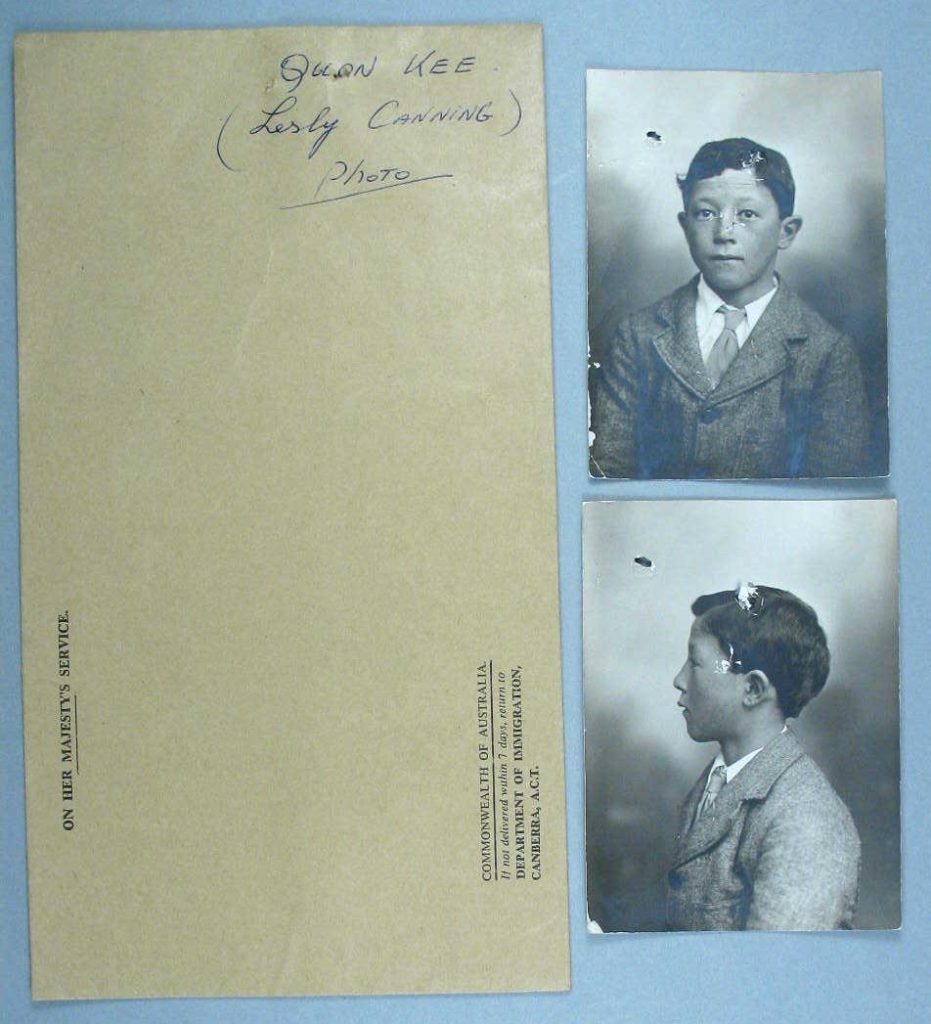 Quon Kee.
(Lesly Canning)
Photo
ON HER MAJESTY'S SERVICE.
COMMONWEALTH OF AUSTRALIA.
If not delivered within 7 days, return to
DEPARTMENT OF IMMIGRATION,
CANBERRA, A.C.T.